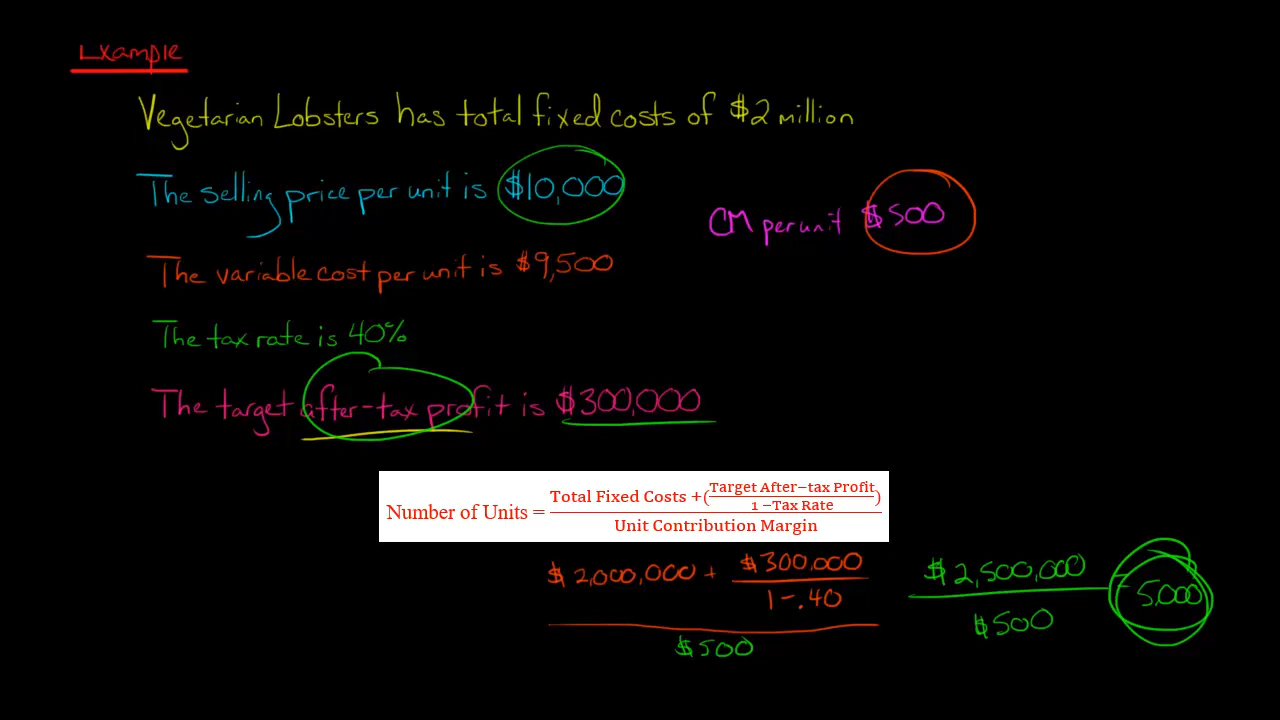 Example
Vegetarian Lobsters has total fixed costs of $2 million
The selling price per unit is $10,000
CM per unit $500
The variable cost per unit is $9,500
The tax rate is 40%
The target after-tax profit is $300,000
Number of Units = Total Fixed Costs +(Target After−tax Profit / 1 −Tax Rate) / Unit Contribution Margin
$2,000,000 + $300,000 / 1-.40
$500
$2,500,000 / $500 = 5,000